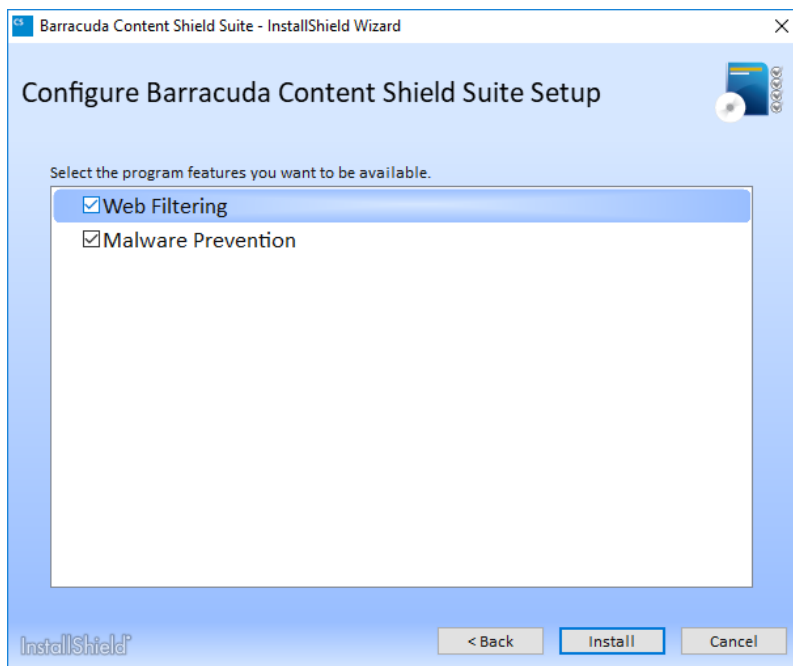 CS Barracuda Content Shield Suite - InstallShield Wizard
Configure Barracuda Content Shield Suite Setup
Select the program features you want to be available.
Web Filtering
Malware Prevention
InstallShield® < Back Install Cancel